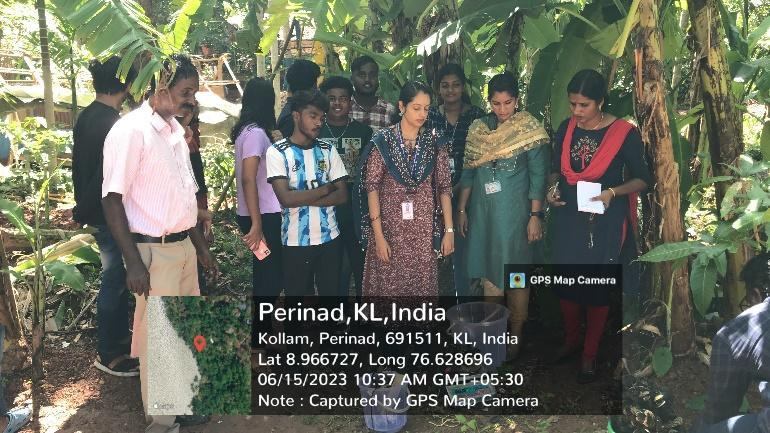 GPS Map Camera
Perinad,KL,India
Kollam, Perinad, 691511, KL, India
Lat 8.966727, Long 76.628696
06/15/2023 10:37 AM GMT+05:30
Note : Captured by GPS Map Camera